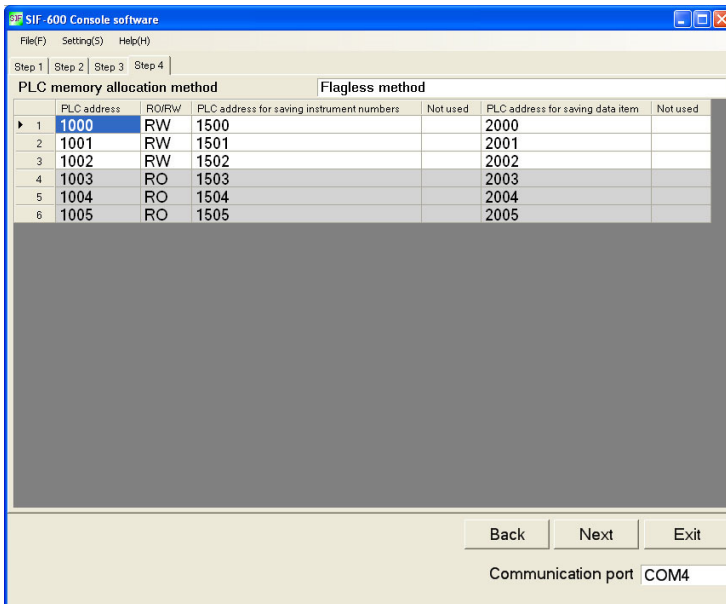 SIF-600 Console software
File(F) Setting(S) Help(H)
Step 1 Step 2 Step 3 Step 4
PLC memory allocation method Flagless method
PLC address RO/RW PLC address for saving instrument numbers Not used PLC address for saving data item Not used
1 1000 RW 1500 2000
2 1001 RW 1501 2001
3 1002 RW 1502 2002
4 1003 RO 1503 2003
5 1004 RO 1504 2004
6 1005 RO 1505 2005
Back Next Exit
Communication port COM4